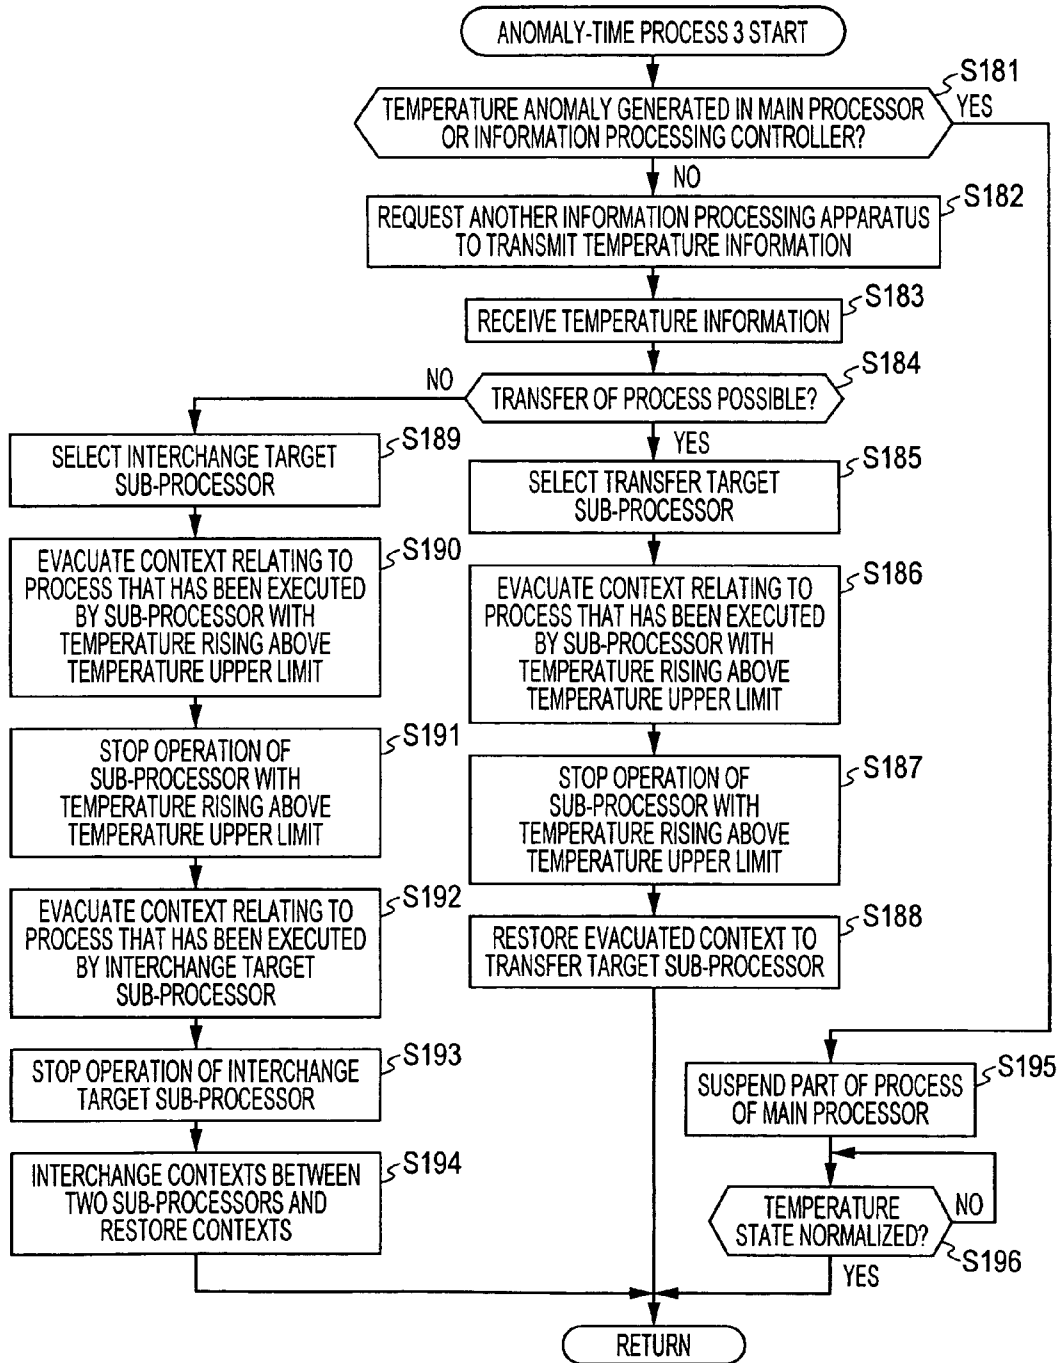 ANOMALY-TIME PROCESS 3 START
S181
TEMPERATURE ANOMALY GENERATED IN MAIN PROCESSOR
OR INFORMATION PROCESSING CONTROLLER?
YES
NO
S182
REQUEST ANOTHER INFORMATION PROCESSING APPARATUS
TO TRANSMIT TEMPERATURE INFORMATION
S183
RECEIVE TEMPERATURE INFORMATION
S184
TRANSFER OF PROCESS POSSIBLE?
NO
YES
S189
SELECT INTERCHANGE TARGET
SUB-PROCESSOR
S190
EVACUATE CONTEXT RELATING TO
PROCESS THAT HAS BEEN EXECUTED
BY SUB-PROCESSOR WITH
TEMPERATURE RISING ABOVE
TEMPERATURE UPPER LIMIT
S191
STOP OPERATION OF
SUB-PROCESSOR WITH
TEMPERATURE RISING ABOVE
TEMPERATURE UPPER LIMIT
S192
EVACUATE CONTEXT RELATING TO
PROCESS THAT HAS BEEN EXECUTED
BY INTERCHANGE TARGET
SUB-PROCESSOR
S193
STOP OPERATION OF INTERCHANGE
TARGET SUB-PROCESSOR
S194
INTERCHANGE CONTEXTS BETWEEN
TWO SUB-PROCESSORS AND
RESTORE CONTEXTS
S185
SELECT TRANSFER TARGET
SUB-PROCESSOR
S186
EVACUATE CONTEXT RELATING TO
PROCESS THAT HAS BEEN EXECUTED
BY SUB-PROCESSOR WITH
TEMPERATURE RISING ABOVE
TEMPERATURE UPPER LIMIT
S187
STOP OPERATION OF
SUB-PROCESSOR WITH
TEMPERATURE RISING ABOVE
TEMPERATURE UPPER LIMIT
S188
RESTORE EVACUATED CONTEXT TO
TRANSFER TARGET SUB-PROCESSOR
S195
SUSPEND PART OF PROCESS
OF MAIN PROCESSOR
TEMPERATURE
STATE NORMALIZED?
NO
S196
YES
RETURN